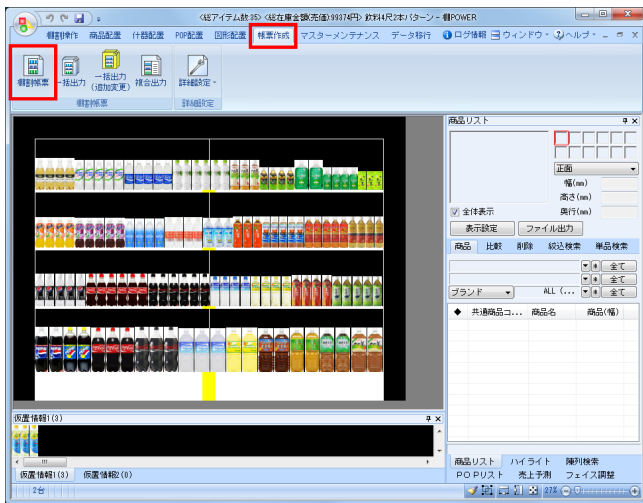 <総アイテム数:35> <総在庫金額(売価):99374円> 飲料4尺2本パターン - 棚POWER
棚割操作 商品配置 什器配置 POP配置 図形配置 帳票作成 マスターメンテナンス データ移行 ログ情報 ウィンドウ ヘルプ
棚割帳票 一括出力 一括出力(追加変更) 複合出力 詳細設定
棚割帳票 詳細設定
商品リスト
正面
幅(mm)
高さ(mm)
全体表示 奥行(mm)
表示設定 ファイル出力
商品 比較 削除 絞込検索 単品検索
* 全て
* 全て
ブランド ALL (... * 全て
◆ 共通商品コ... 商品名 商品(幅)
仮置情報1(3)
仮置情報1(3) 仮置情報2(0)
商品リスト ハイライト 陳列検索
POPリスト 売上予測 フェイス調整
2台 27%